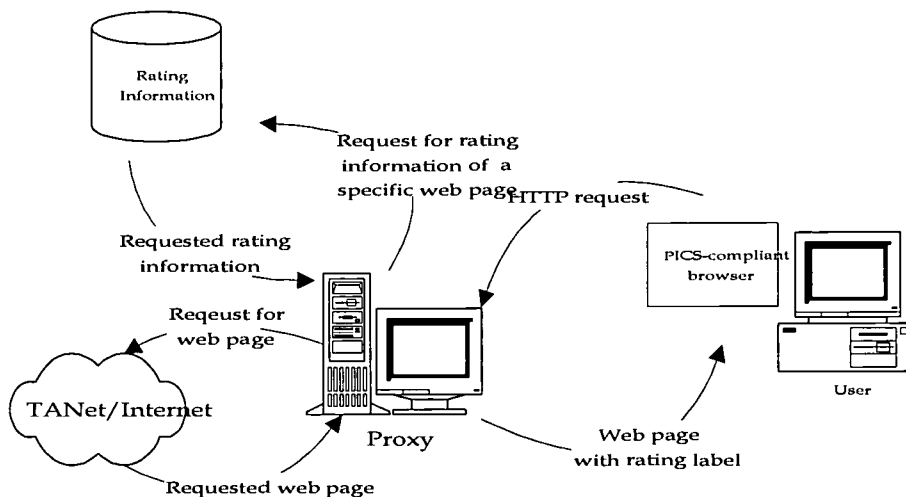 Rating
Information
Request for rating
information of a
specific web page
HTTP request
Requested rating
information
PICS-compliant
browser
Reqeust for
web page
User
TANet/Internet
Proxy
Web page
with rating label
Requested web page